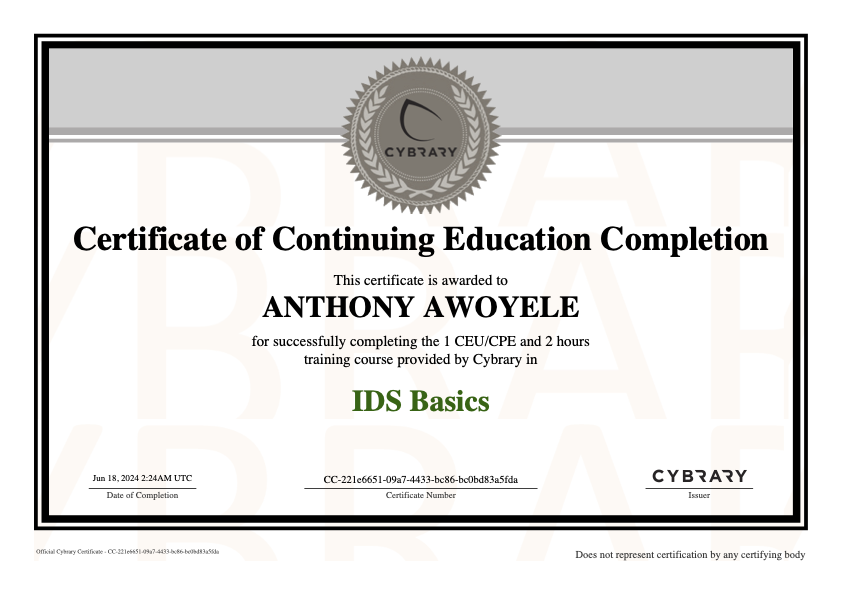 CYBRARY
Certificate of Continuing Education Completion
This certificate is awarded to
ANTHONY AWOYELE
for successfully completing the 1 CEU/CPE and 2 hours
training course provided by Cybrary in
IDS Basics
Jun 18, 2024 2:24AM UTC
CC-221e6651-09a7-4433-bc86-bc0bd83a5fda
CYBRARY
Date of Completion
Certificate Number
Issuer
Official Cybrary Certificate - CC-221e6651-09a7-4433-bc86-bc0bd83a5fda
Does not represent certification by any certifying body